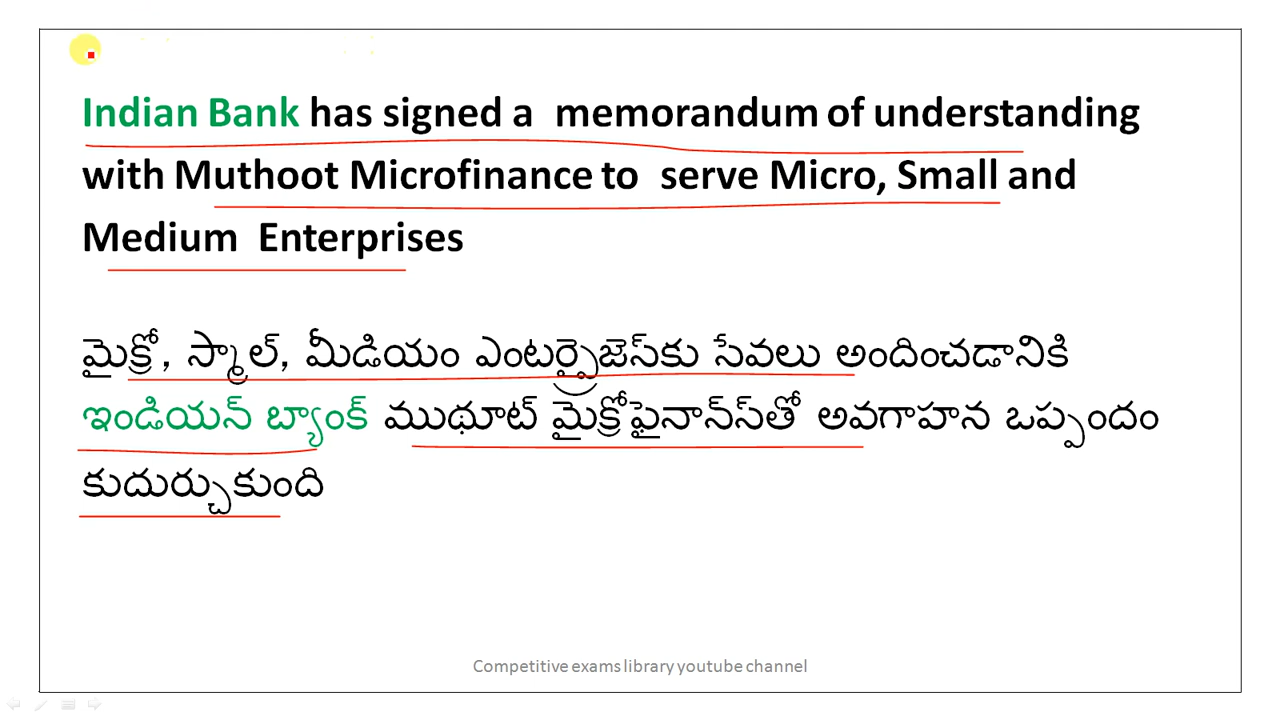 Indian Bank has signed a memorandum of understanding
with Muthoot Microfinance to serve Micro, Small and
Medium Enterprises
మైక్రో, స్మాల్, మీడియం ఎంటర్ప్రైజెస్‌కు సేవలు అందించడానికి
ఇండియన్ బ్యాంక్ ముథూట్ మైక్రోఫైనాన్స్‌తో అవగాహన ఒప్పందం
కుదుర్చుకుంది
Competitive exams library youtube channel